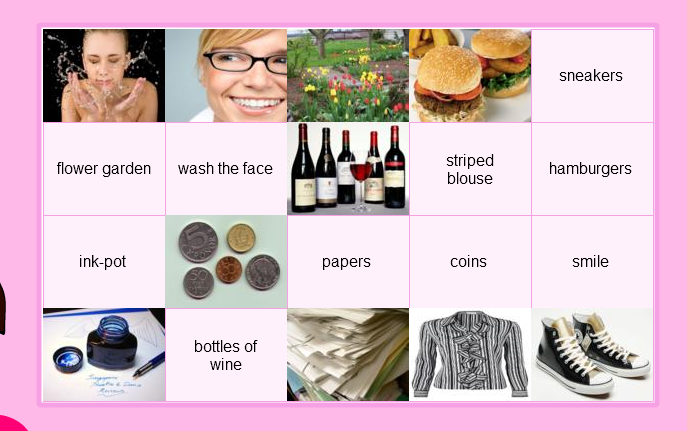 sneakers
flower garden
wash the face
striped
blouse
hamburgers
ink-pot
papers
coins
smile
bottles of
wine